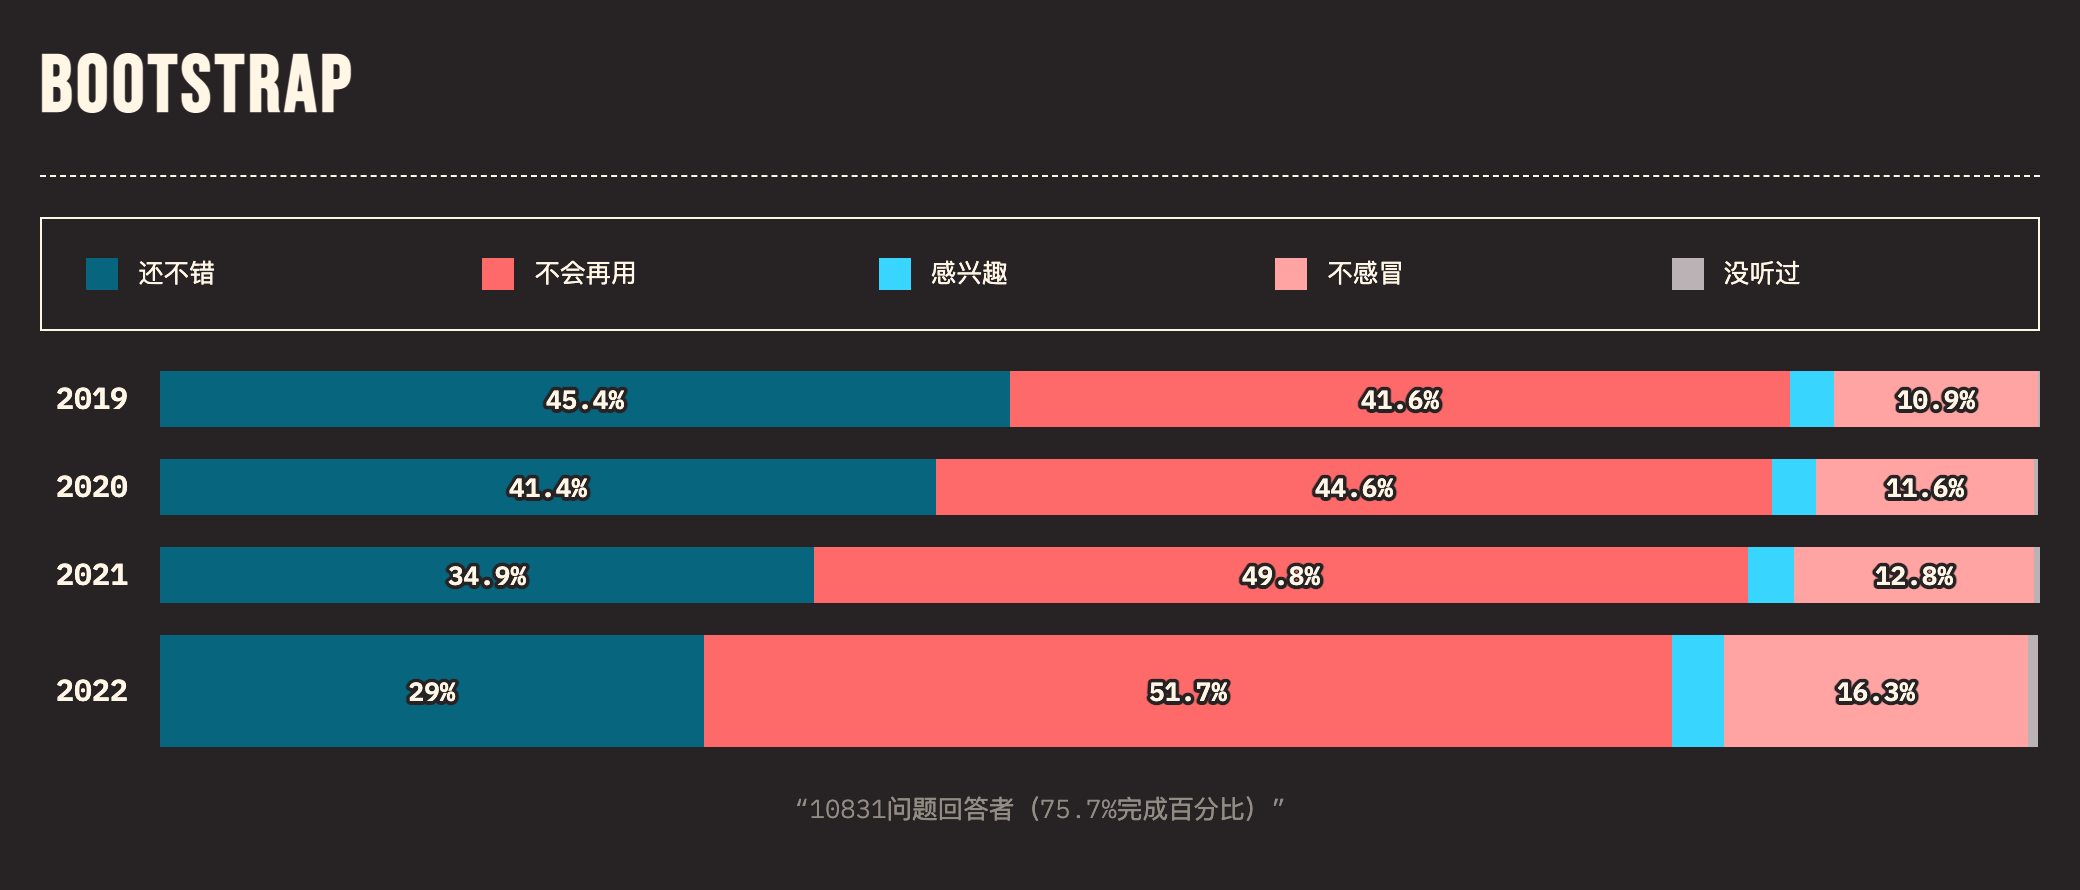 BOOTSTRAP
还不错 不会再用 感兴趣 不感冒 没听过
2019 45.4% 41.6% 10.9%
2020 41.4% 44.6% 11.6%
2021 34.9% 49.8% 12.8%
2022 29% 51.7% 16.3%
“10831问题回答者（75.7%完成百分比）”